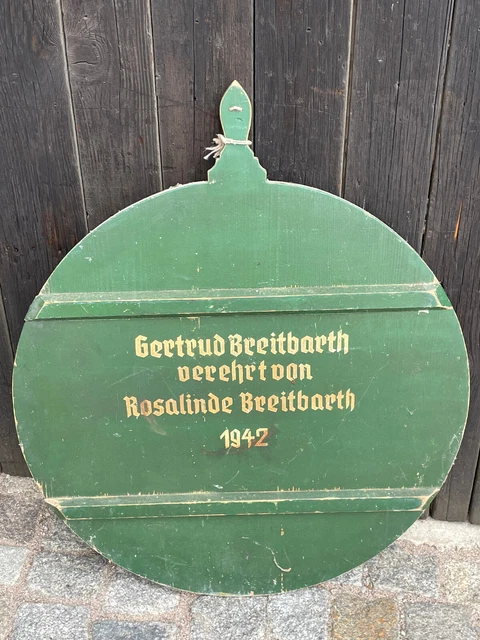 Gertrud Breitbarth
verehrt von
Rosalinde Breitbarth
1942